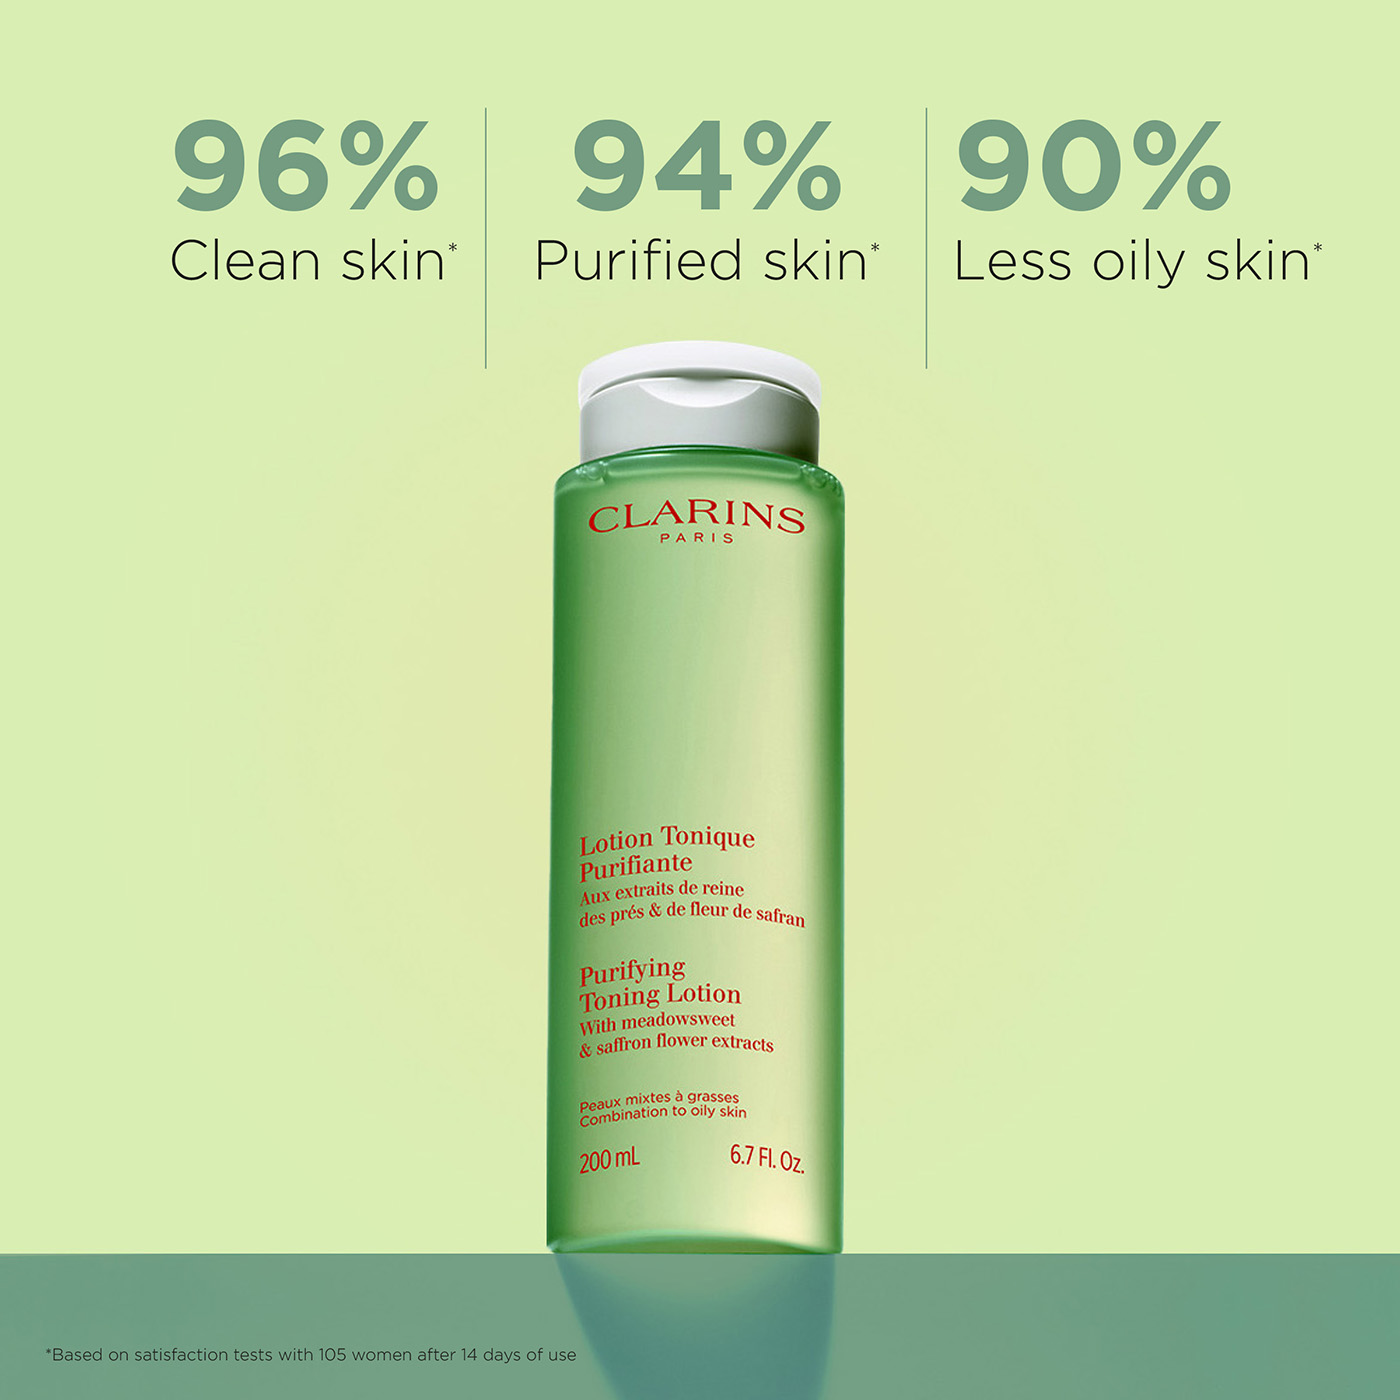 96%
Clean skin*
94%
Purified skin*
90%
Less oily skin*
CLARINS
PARIS
Lotion Tonique
Purifiante
Aux extraits de reine
des prés & de fleur de safran
Purifying
Toning Lotion
With meadowsweet
& saffron flower extracts
Peaux mixtes à grasses
Combination to oily skin
200 mL 6.7 Fl. Oz.
*Based on satisfaction tests with 105 women after 14 days of use